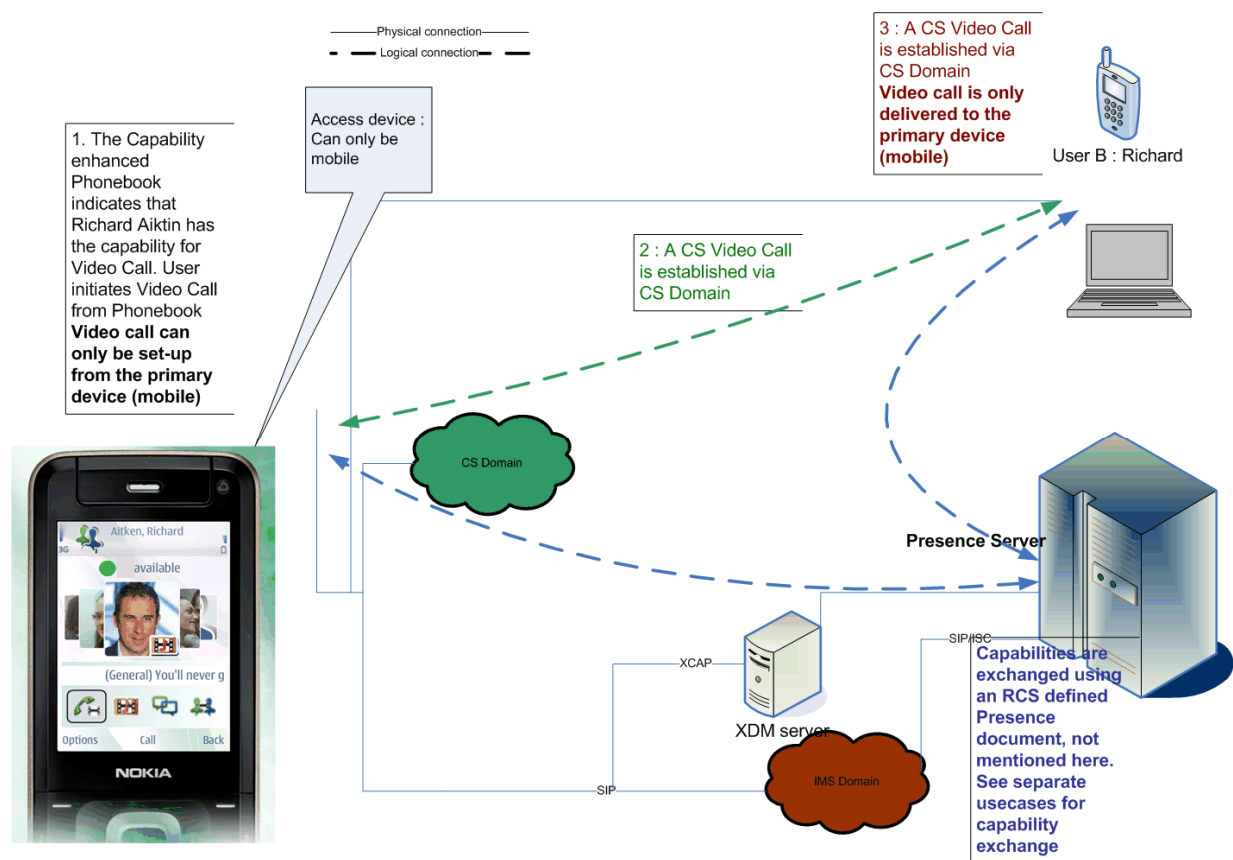 Physical connection
Logical connection
3 : A CS Video Call
is established via
CS Domain
Video call is only
delivered to the
primary device
(mobile)
User B : Richard
Access device :
Can only be
mobile
1. The Capability
enhanced
Phonebook
indicates that
Richard Aiktin has
the capability for
Video Call. User
initiates Video Call
from Phonebook
Video call can
only be set-up
from the primary
device (mobile)
2 : A CS Video Call
is established via
CS Domain
CS Domain
Presence Server
3G
Aitken, Richard
available
(General) You'll never g
Options Call Back
NOKIA
XCAP
XDM server
SIP
IMS Domain
SIP/ISC
Capabilities are
exchanged using
an RCS defined
Presence
document, not
mentioned here.
See separate
usecases for
capability
exchange